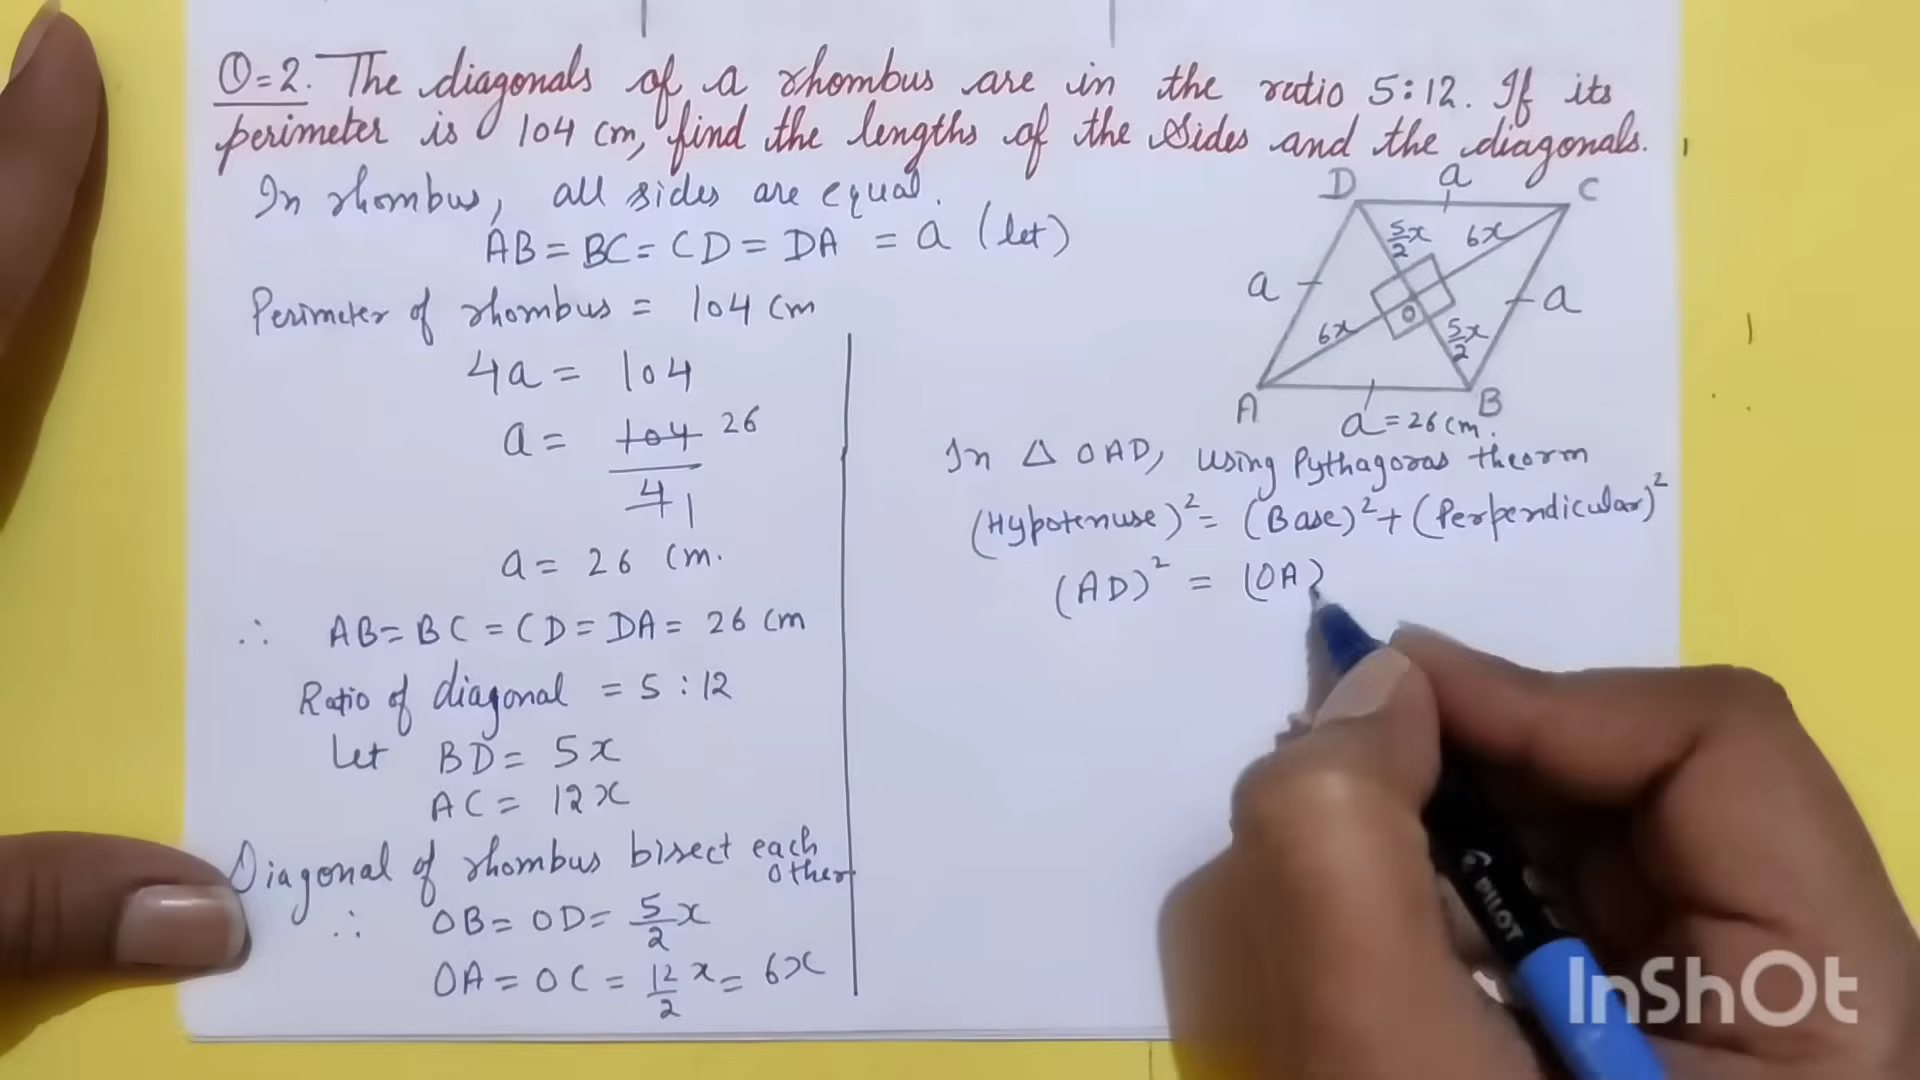 Q=2. The diagonals of a rhombus are in the ratio 5:12. If its
perimeter is 104 cm, find the lengths of the sides and the diagonals.
In rhombus, all sides are equal.
AB = BC = CD = DA = a (let)
Perimeter of rhombus = 104 cm
4a = 104
a = 104 26
4 1
a = 26 cm.
∴ AB = BC = CD = DA = 26 cm
Ratio of diagonal = 5 : 12
Let BD = 5x
AC = 12x
Diagonal of rhombus bisect each
other
∴ OB = OD = 5/2 x
OA = OC = 12/2 x = 6x
D a C
5/2 x 6x
a a
O
6x 5/2 x
A B
a = 26 cm.
In △ OAD, using Pythagoras theorm
(Hypotenuse)² = (Base)² + (Perpendicular)²
(AD)² = (OA)
PILOT
InShOt